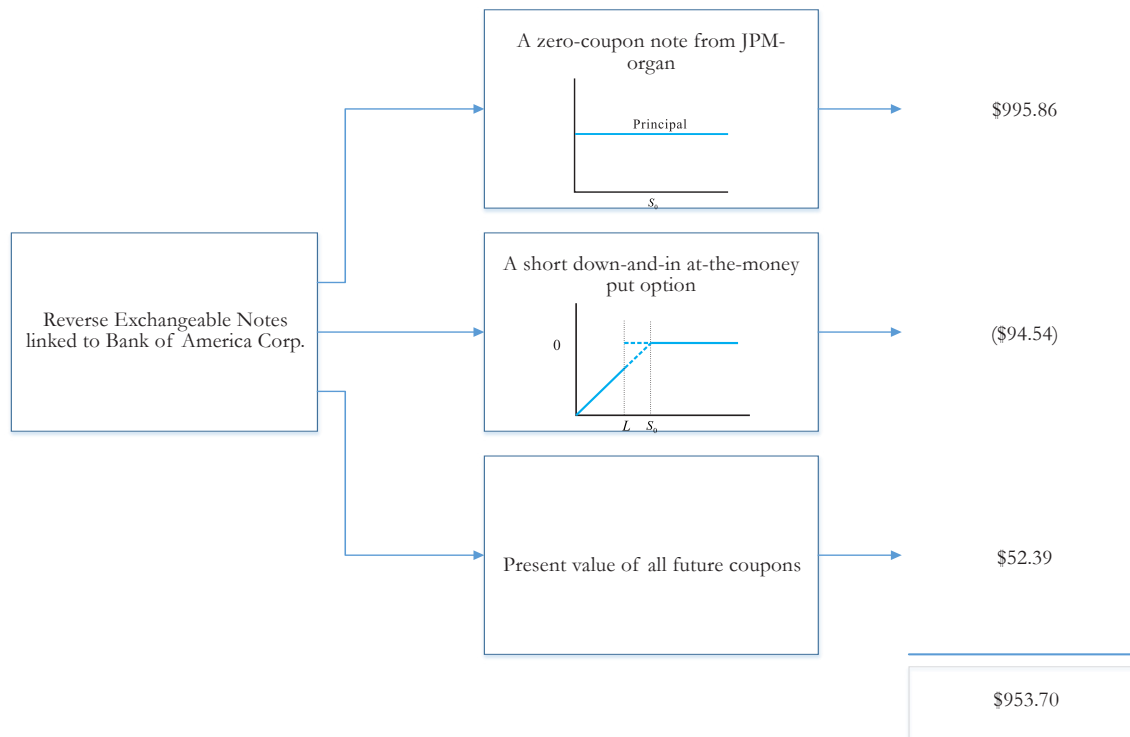 A zero-coupon note from JPM-
organ
Principal
S₀
$995.86
Reverse Exchangeable Notes
linked to Bank of America Corp.
A short down-and-in at-the-money
put option
0
L S₀
($94.54)
Present value of all future coupons
$52.39
$953.70